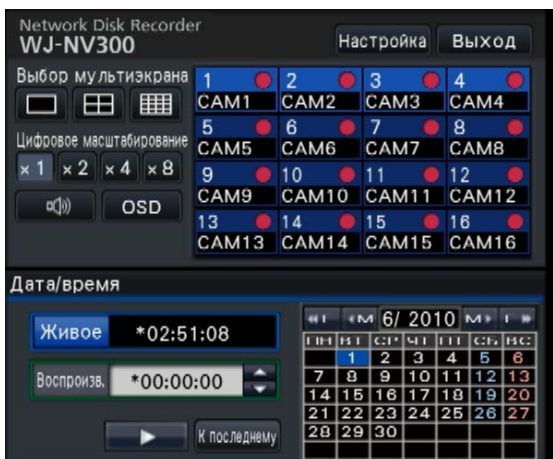 Network Disk Recorder
WJ-NV300
Настройка Выход
Выбор мультиэкрана
1 2 3 4
CAM1 CAM2 CAM3 CAM4
Цифровое масштабирование
5 6 7 8
CAM5 CAM6 CAM7 CAM8
×1 ×2 ×4 ×8
9 10 11 12
CAM9 CAM10 CAM11 CAM12
OSD
13 14 15 16
CAM13 CAM14 CAM15 CAM16
Дата/время
6/ 2010
Живое *02:51:08
ПН ВТ СР ЧТ ПТ СБ ВС
1 2 3 4 5 6
Воспроизв. *00:00:00
7 8 9 10 11 12 13
14 15 16 17 18 19 20
21 22 23 24 25 26 27
К последнему
28 29 30